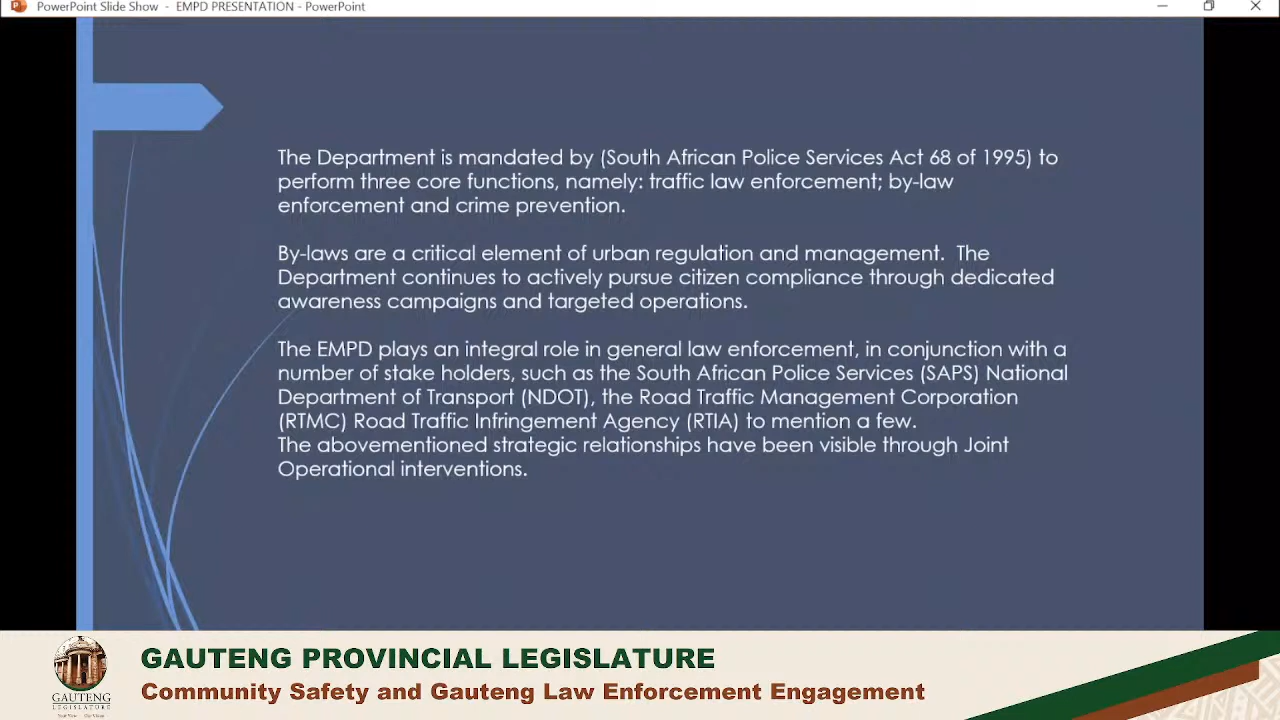 PowerPoint Slide Show - EMPD PRESENTATION - PowerPoint
The Department is mandated by (South African Police Services Act 68 of 1995) to
perform three core functions, namely: traffic law enforcement; by-law
enforcement and crime prevention.
By-laws are a critical element of urban regulation and management. The
Department continues to actively pursue citizen compliance through dedicated
awareness campaigns and targeted operations.
The EMPD plays an integral role in general law enforcement, in conjunction with a
number of stake holders, such as the South African Police Services (SAPS) National
Department of Transport (NDOT), the Road Traffic Management Corporation
(RTMC) Road Traffic Infringement Agency (RTIA) to mention a few.
The abovementioned strategic relationships have been visible through Joint
Operational interventions.
GAUTENG PROVINCIAL LEGISLATURE
Community Safety and Gauteng Law Enforcement Engagement
GAUTENG
LEGISLATURE